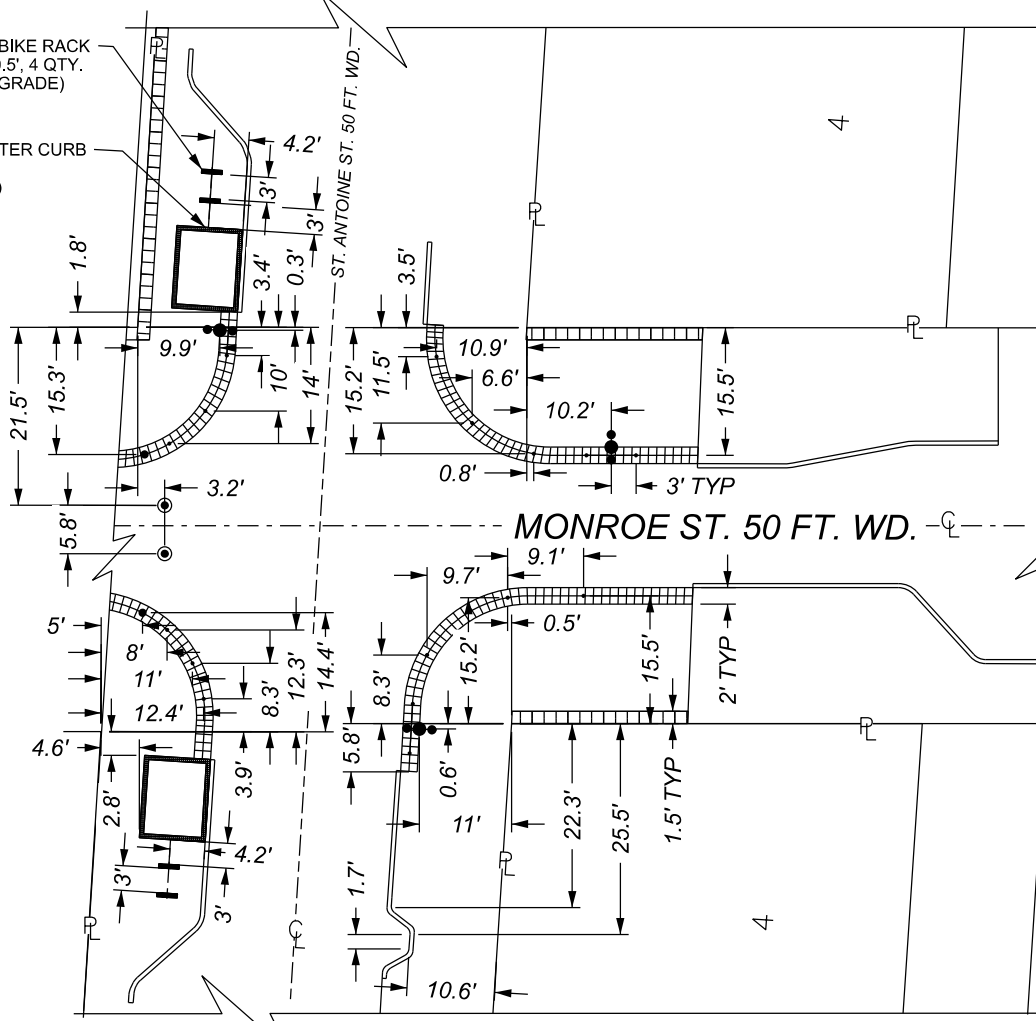 BIKE RACK
.5', 4 QTY.
GRADE)
TER CURB
)
ST. ANTOINE ST. 50 FT. WD.
PL
4.2'
3'
3'
4
PL
1.8'
3.4'
0.3'
3.5'
PL
21.5'
15.3'
9.9'
10'
14'
15.2'
11.5'
10.9'
6.6'
10.2'
15.5'
0.8'
3' TYP
3.2'
5.8'
MONROE ST. 50 FT. WD.
CL
9.1'
9.7'
5'
8'
11'
12.4'
8.3'
12.3'
14.4'
0.5'
15.2'
15.5'
2' TYP
8.3'
4.6'
2.8'
3.9'
5.8'
0.6'
PL
11'
22.3'
25.5'
1.5' TYP
4.2'
3'
3'
1.7'
PL
PL
CL
4
10.6'